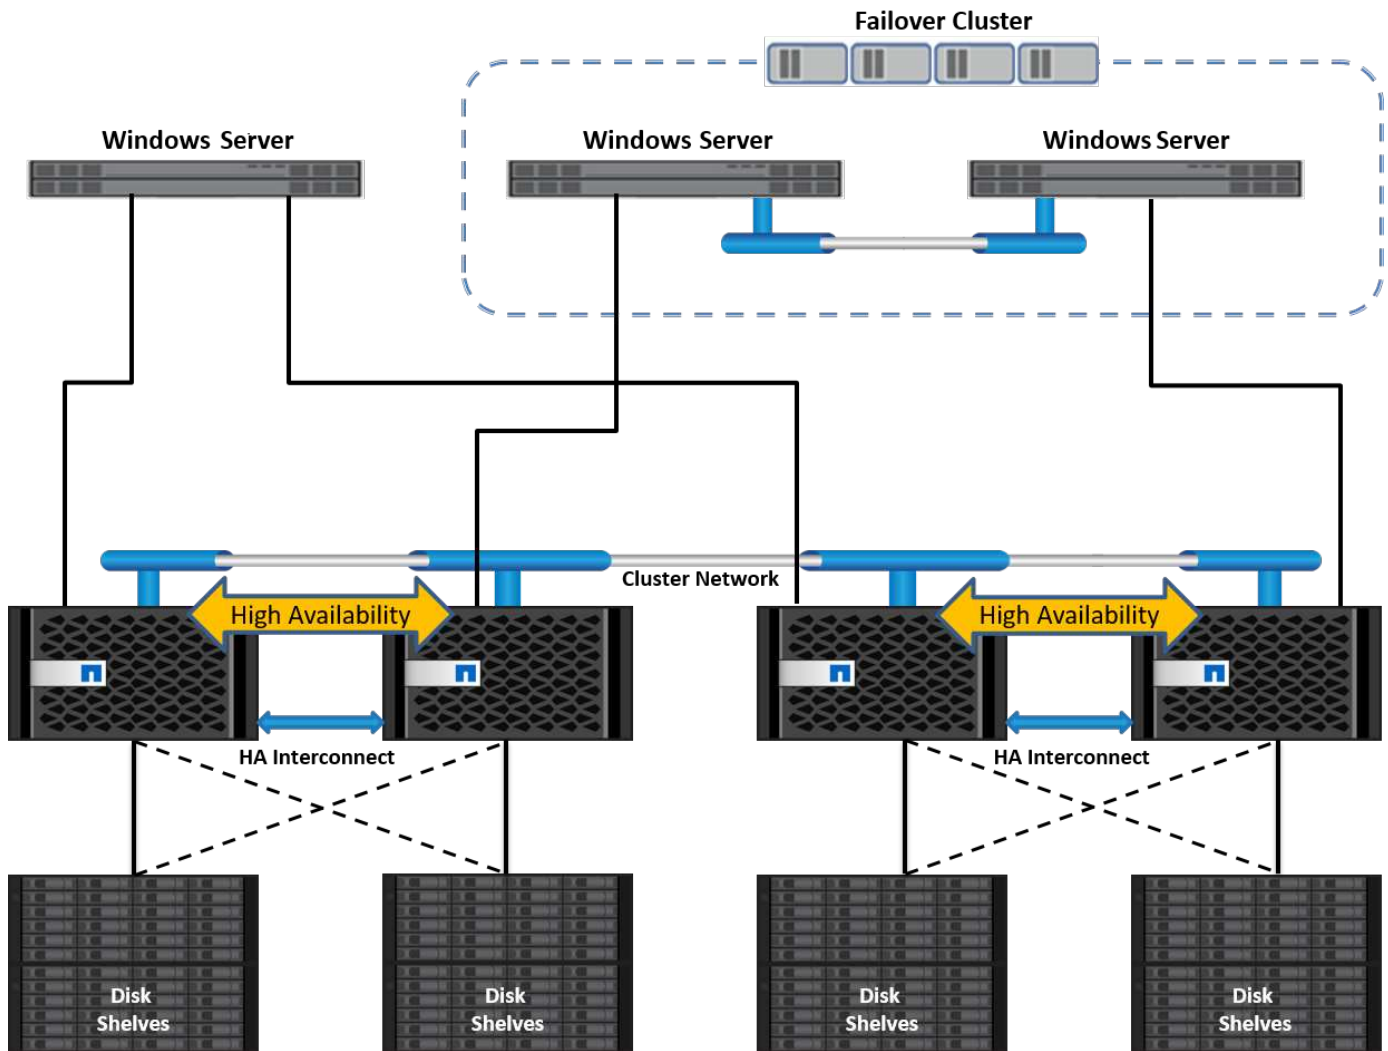 Failover Cluster
Windows Server
Windows Server
Windows Server
Cluster Network
High Availability
High Availability
HA Interconnect
HA Interconnect
Disk
Shelves
Disk
Shelves
Disk
Shelves
Disk
Shelves